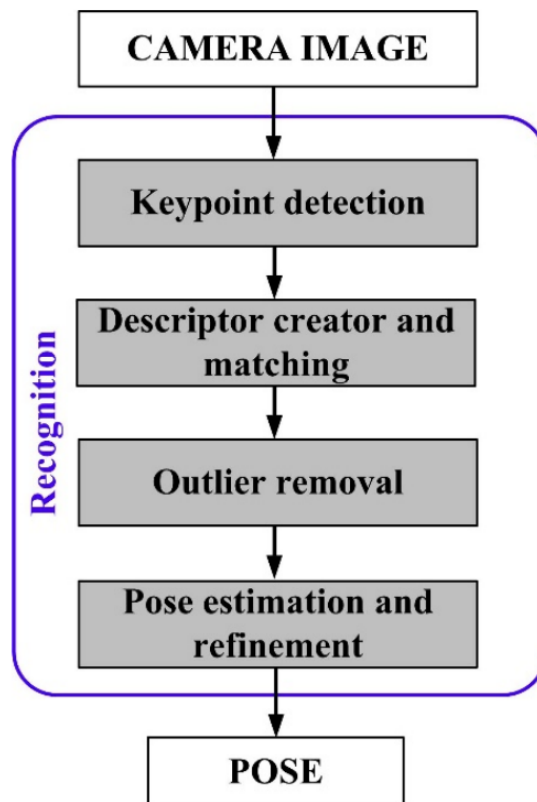 CAMERA IMAGE
Recognition
Keypoint detection
Descriptor creator and
matching
Outlier removal
Pose estimation and
refinement
POSE